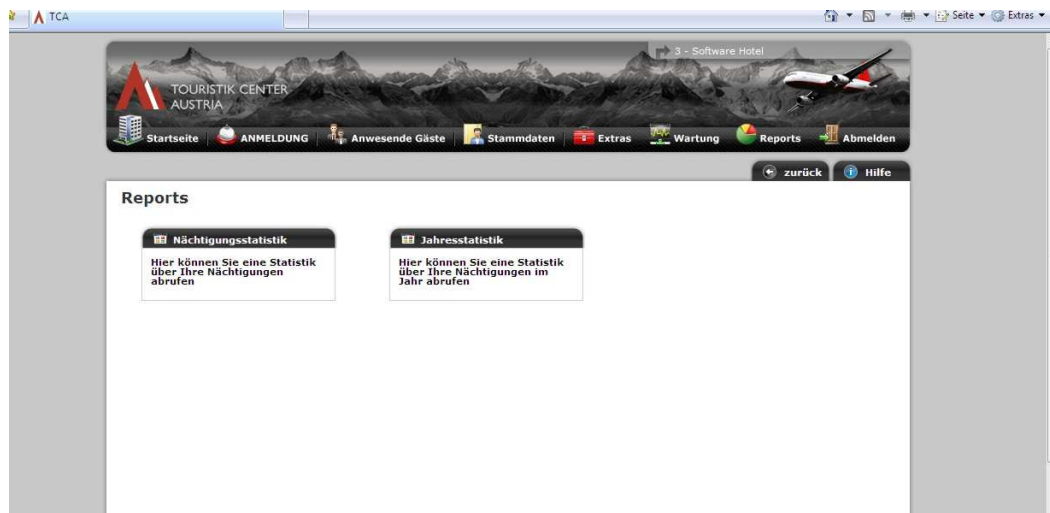 TCA
Seite
Extras
3 - Software Hotel
TOURISTIK CENTER
AUSTRIA
Startseite
ANMELDUNG
Anwesende Gäste
Stammdaten
Extras
Wartung
Reports
Abmelden
zurück
Hilfe
Reports
Nächtigungsstatistik
Hier können Sie eine Statistik
über Ihre Nächtigungen
abrufen
Jahresstatistik
Hier können Sie eine Statistik
über Ihre Nächtigungen im
Jahr abrufen